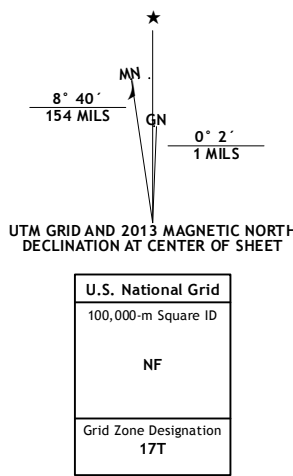 ★
MN
8° 40´
154 MILS
GN
0° 2´
1 MILS
UTM GRID AND 2013 MAGNETIC NORTH
DECLINATION AT CENTER OF SHEET
U.S. National Grid
100,000-m Square ID
NF
Grid Zone Designation
17T